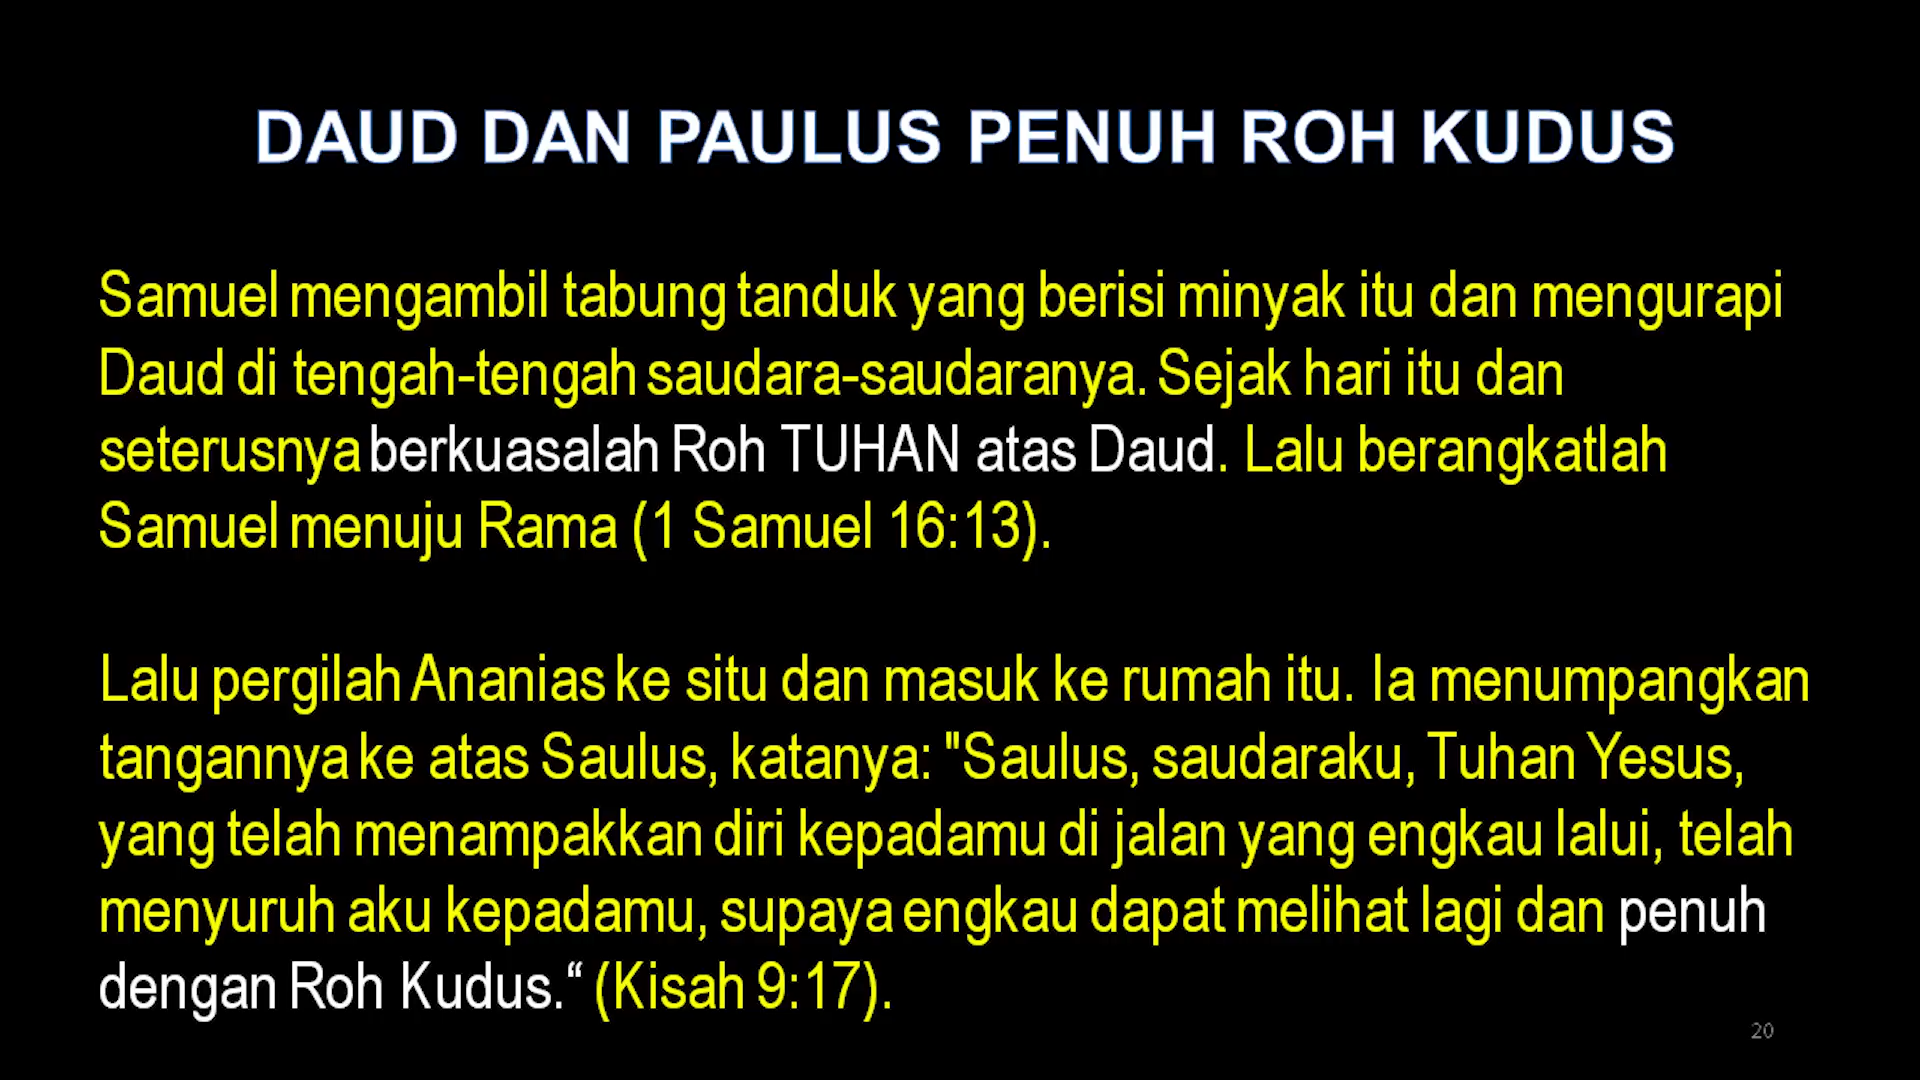 DAUD DAN PAULUS PENUH ROH KUDUS
Samuel mengambil tabung tanduk yang berisi minyak itu dan mengurapi
Daud di tengah-tengah saudara-saudaranya. Sejak hari itu dan
seterusnya berkuasalah Roh TUHAN atas Daud. Lalu berangkatlah
Samuel menuju Rama (1 Samuel 16:13).
Lalu pergilah Ananias ke situ dan masuk ke rumah itu. Ia menumpangkan
tangannya ke atas Saulus, katanya: "Saulus, saudaraku, Tuhan Yesus,
yang telah menampakkan diri kepadamu di jalan yang engkau lalui, telah
menyuruh aku kepadamu, supaya engkau dapat melihat lagi dan penuh
dengan Roh Kudus.“ (Kisah 9:17).
20